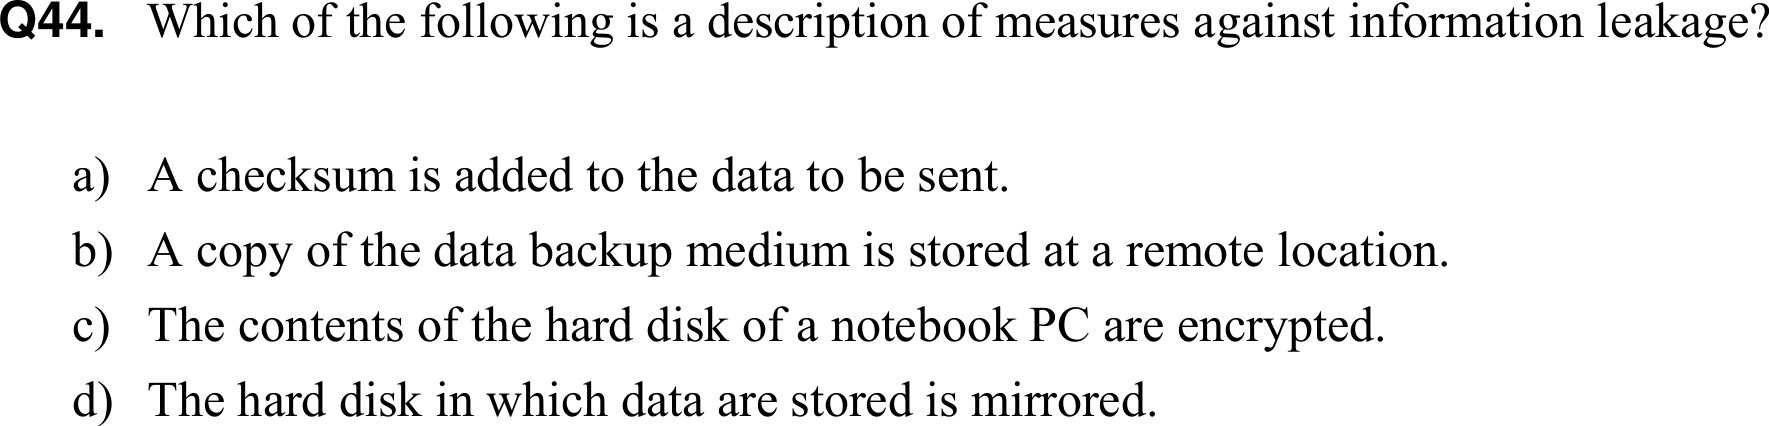 Q44. Which of the following is a description of measures against information leakage?
a) A checksum is added to the data to be sent.
b) A copy of the data backup medium is stored at a remote location.
c) The contents of the hard disk of a notebook PC are encrypted.
d) The hard disk in which data are stored is mirrored.